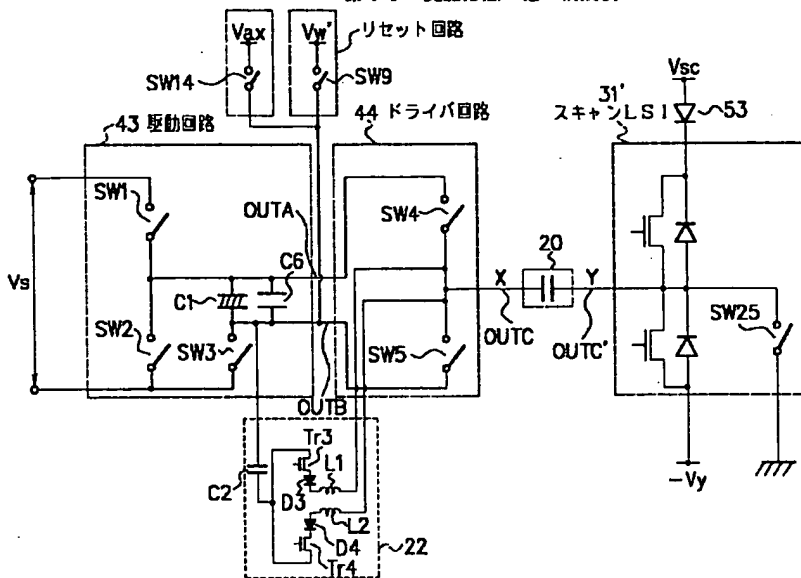 Vax
Vw'
リセット回路
SW14
SW9
Vsc
43 駆動回路
44 ドライバ回路
31'
スキャンLSI
53
SW1
OUTA
SW4
Vs
C6
20
C1
X
Y
SW2
SW3
OUTC
OUTC'
SW25
SW5
OUTB
Tr3
L1
C2
D3
L2
-Vy
D4
22
Tr4